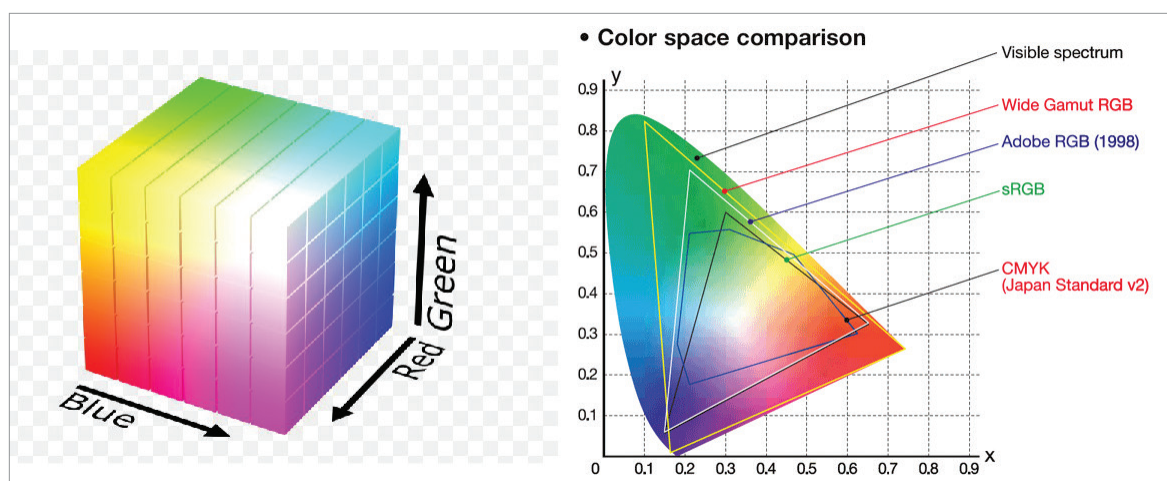 Blue
Red
Green
• Color space comparison
y
0.9
0.8
0.7
0.6
0.5
0.4
0.3
0.2
0.1
0
0.1
0.2
0.3
0.4
0.5
0.6
0.7
0.8
0.9
x
Visible spectrum
Wide Gamut RGB
Adobe RGB (1998)
sRGB
CMYK
(Japan Standard v2)